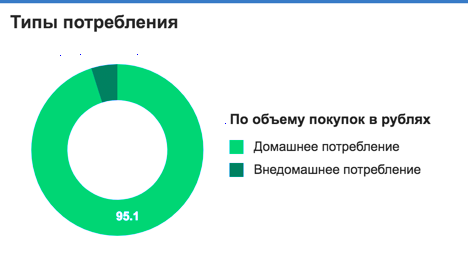 Типы потребления
По объему покупок в рублях
Домашнее потребление
Внедомашнее потребление
95.1